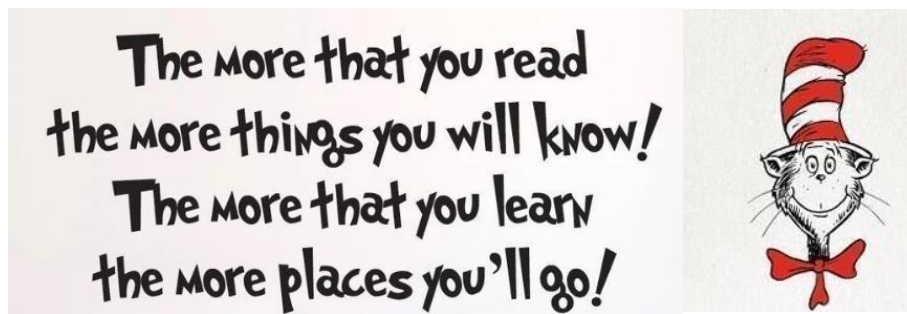 The more that you read
the more things you will know!
The more that you learn
the more places you'll go!